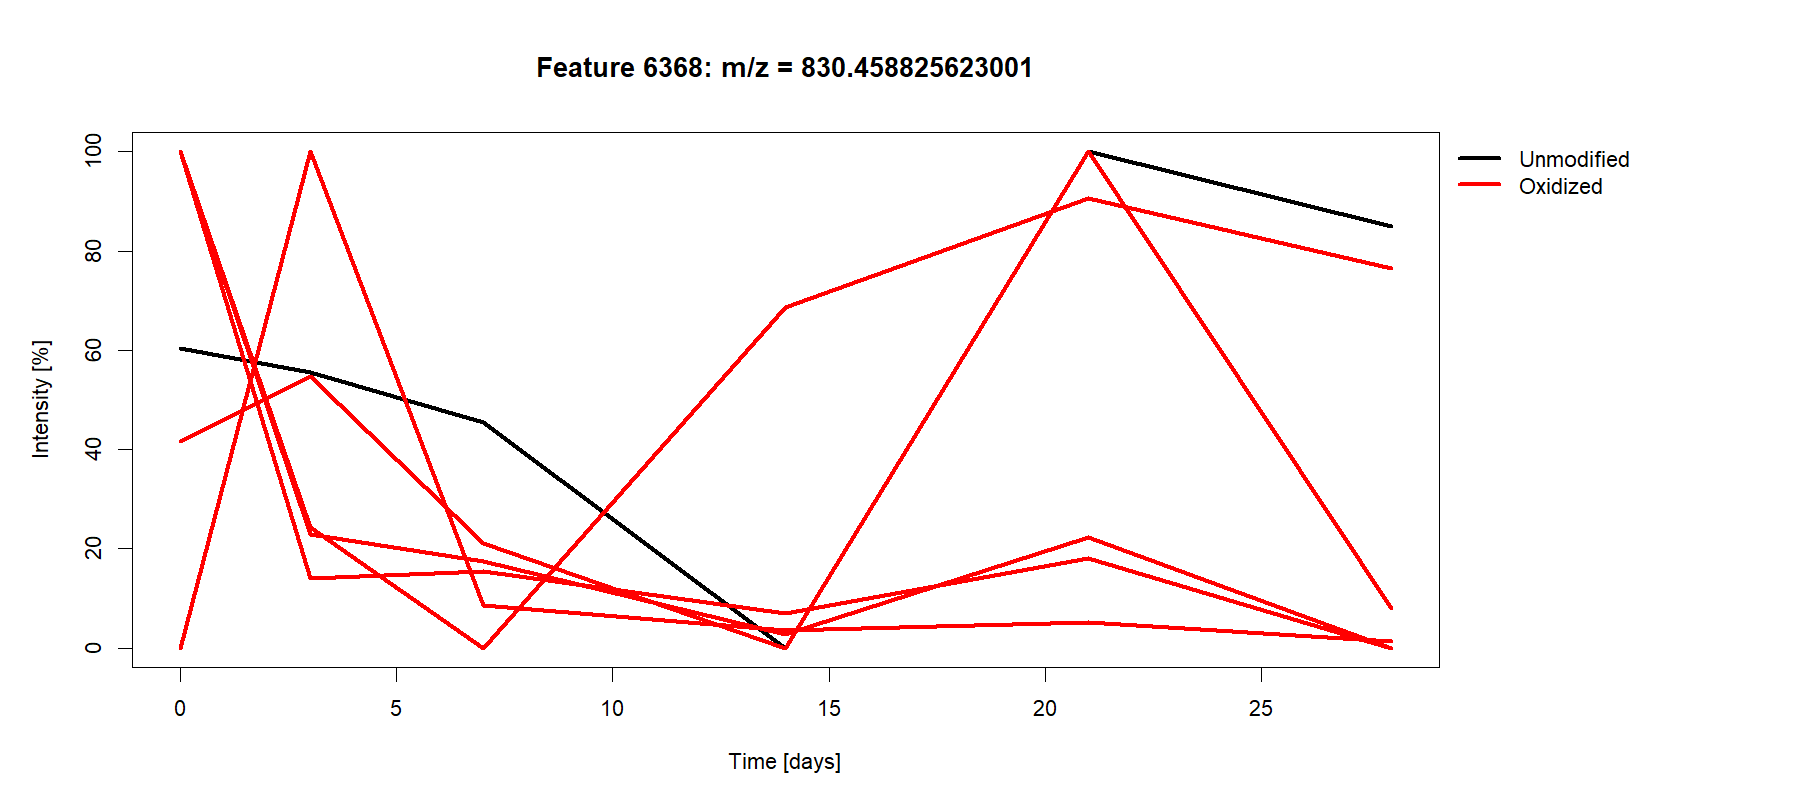 Feature 6368: m/z = 830.458825623001
Unmodified
Oxidized
100
80
60
40
20
0
Intensity [%]
0 5 10 15 20 25
Time [days]